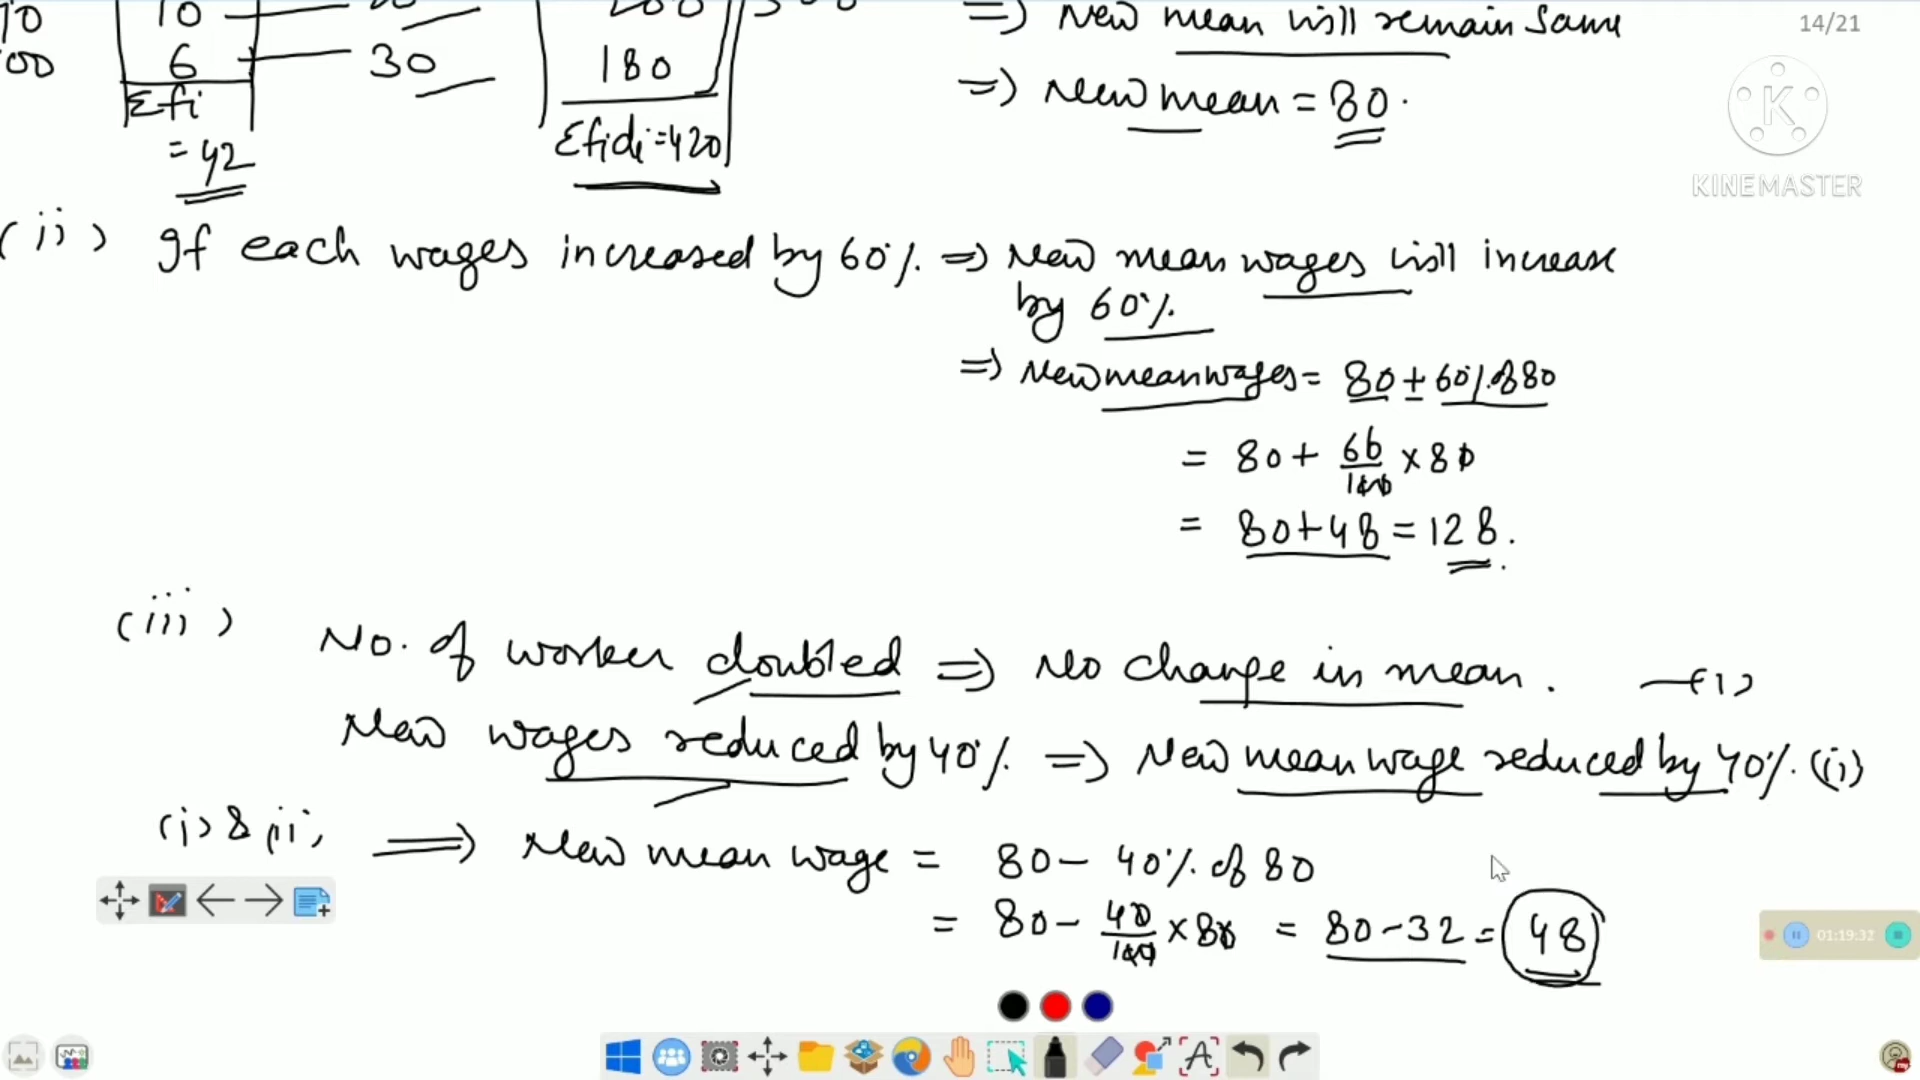 10
6 30
Σfi
= 42
180
Σfidi=420
=> New mean will remain same
=> New mean = 80.
14/21
K
KINEMASTER
(ii) If each wages increased by 60% => New mean wages will increase
by 60%
=> New mean wages = 80 + 60% of 80
= 80 + 60/100 × 80
= 80+48 = 128.
(iii)
No. of worker doubled => No change in mean. —(i)
New wages reduced by 40% => New mean wage reduced by 40%. (i)
(i) & (ii) => New mean wage = 80 - 40% of 80
= 80 - 40/100 × 80 = 80-32 = 48
01:19:32